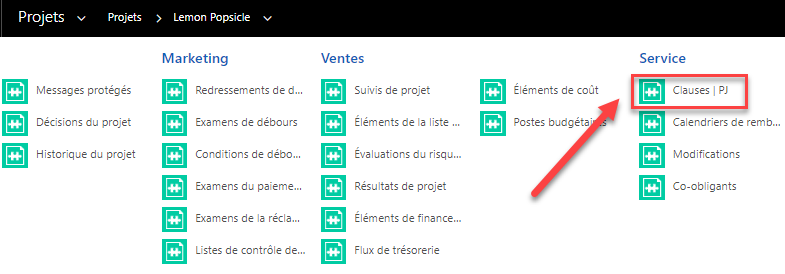 Projets Projets > Lemon Popsicle
Marketing Ventes Service
Messages protégés Redressements de d... Suivis de projet Éléments de coût Clauses | PJ
Décisions du projet Examens de débours Éléments de la liste ... Postes budgétaires Calendriers de remb...
Historique du projet Conditions de débo... Évaluations du risqu... Modifications
Examens du paieme... Résultats de projet Co-obligants
Examens de la récla... Éléments de finance...
Listes de contrôle de... Flux de trésorerie